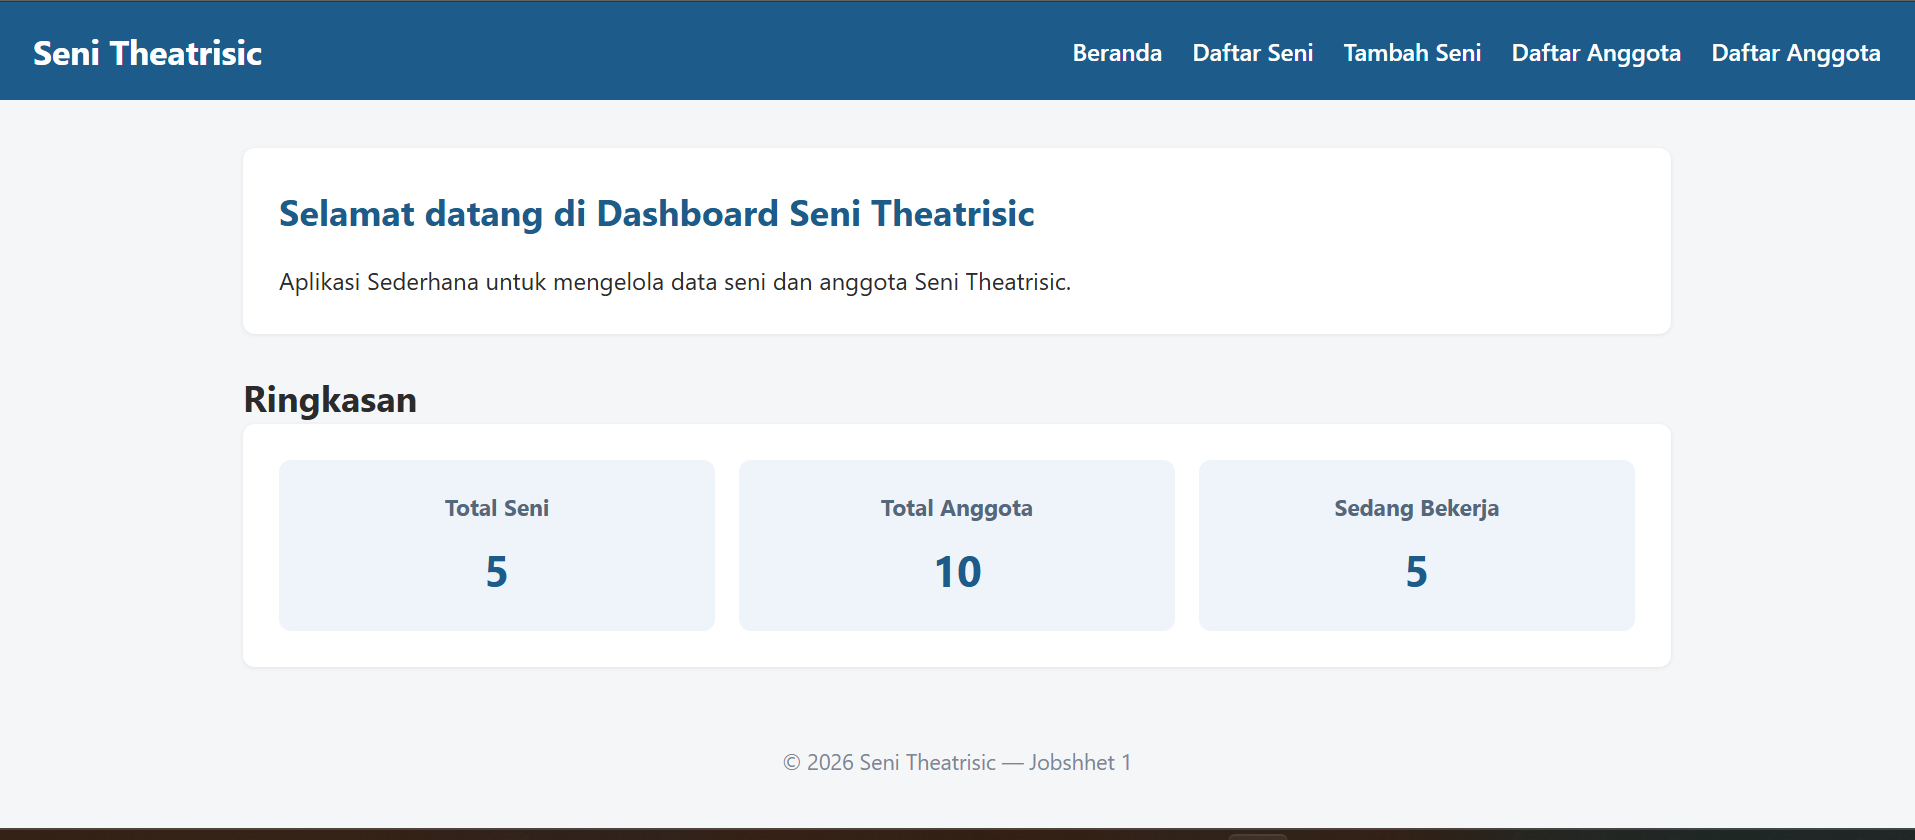 Seni Theatrisic
Beranda Daftar Seni Tambah Seni Daftar Anggota Daftar Anggota
Selamat datang di Dashboard Seni Theatrisic
Aplikasi Sederhana untuk mengelola data seni dan anggota Seni Theatrisic.
Ringkasan
Total Seni
5
Total Anggota
10
Sedang Bekerja
5
© 2026 Seni Theatrisic — Jobshhet 1